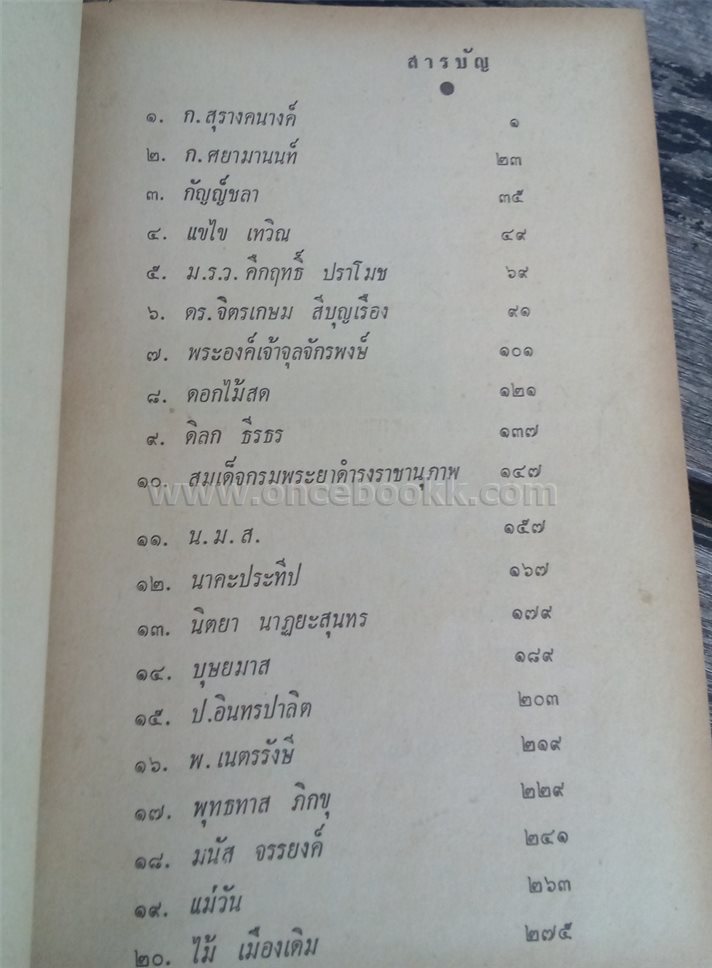 สารบัญ
๑. ก.สุรางคนางค์ ๑
๒. ก.ศยามานนท์ ๒๓
๓. กัญญ์ชลา ๓๕
๔. แขไข เทวิณ ๔๙
๕. ม.ร.ว.คึกฤทธิ์ ปราโมช ๖๙
๖. ดร.จิตรเกษม สีบุญเรือง ๙๑
๗. พระองค์เจ้าจุลจักรพงษ์ ๑๐๑
๘. ดอกไม้สด ๑๒๑
๙. ดิลก ธีรธร ๑๓๗
๑๐. สมเด็จกรมพระยาดำรงราชานุภาพ ๑๔๗
www.oncebookk.com
๑๑. น.ม.ส. ๑๕๗
๑๒. นาคะประทีป ๑๖๗
๑๓. นิตยา นาฏยะสุนทร ๑๗๙
๑๔. บุษยมาส ๑๘๙
๑๕. ป.อินทรปาลิต ๒๐๓
๑๖. พ.เนตรรังษี ๒๑๙
๑๗. พุทธทาส ภิกขุ ๒๒๙
๑๘. มนัส จรรยงค์ ๒๔๑
๑๙. แม่วัน ๒๖๓
๒๐. ไม้ เมืองเดิม ๒๗๕